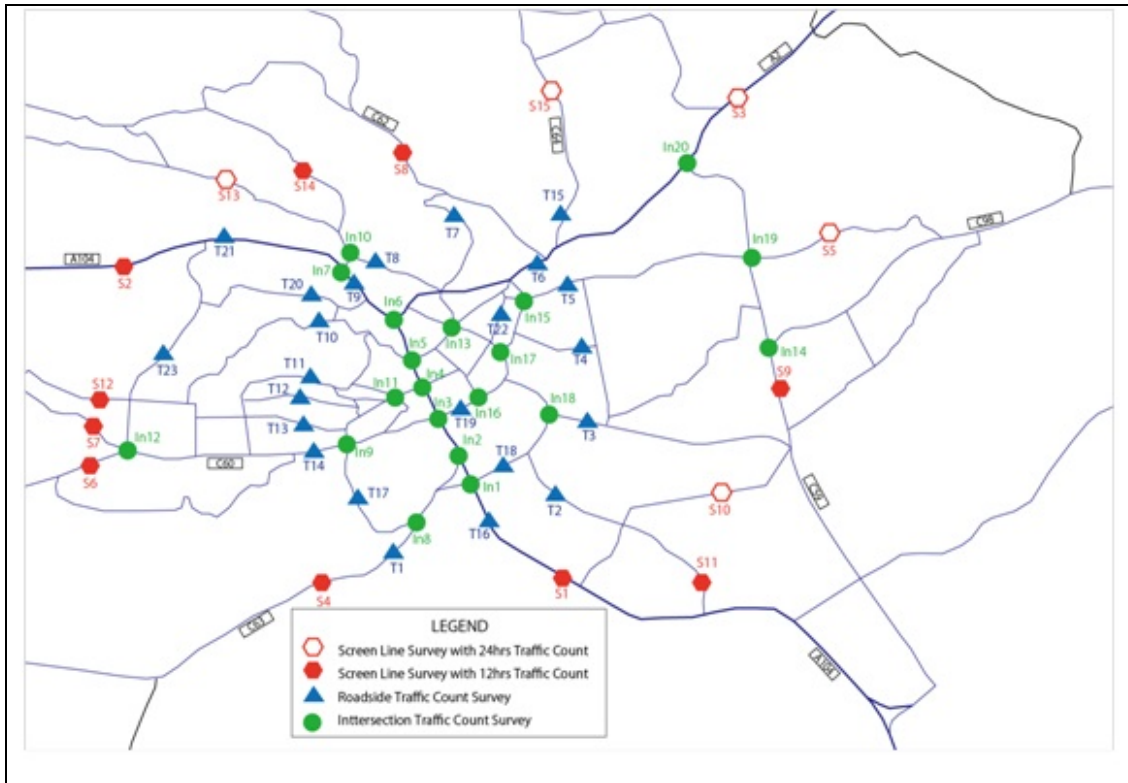 A2
S15
S3
C62
C64
S8
In20
S14
S13
T15
T7
S5
C98
T21
In10
In19
A104
T8
T6
In7
S2
T9
T5
T20
In6
In15
T22
T10
In13
T4
In14
In5
In17
T23
T11
In4
S9
S12
T12
In11
In3
In16
In18
T19
T13
T3
S7
In12
T14
In9
In2
C60
T18
S6
In1
C59
T17
T2
S10
In8
T16
T1
S11
S4
S1
C63
A104
LEGEND
Screen Line Survey with 24hrs Traffic Count
Screen Line Survey with 12hrs Traffic Count
Roadside Traffic Count Survey
Inttersection Traffic Count Survey